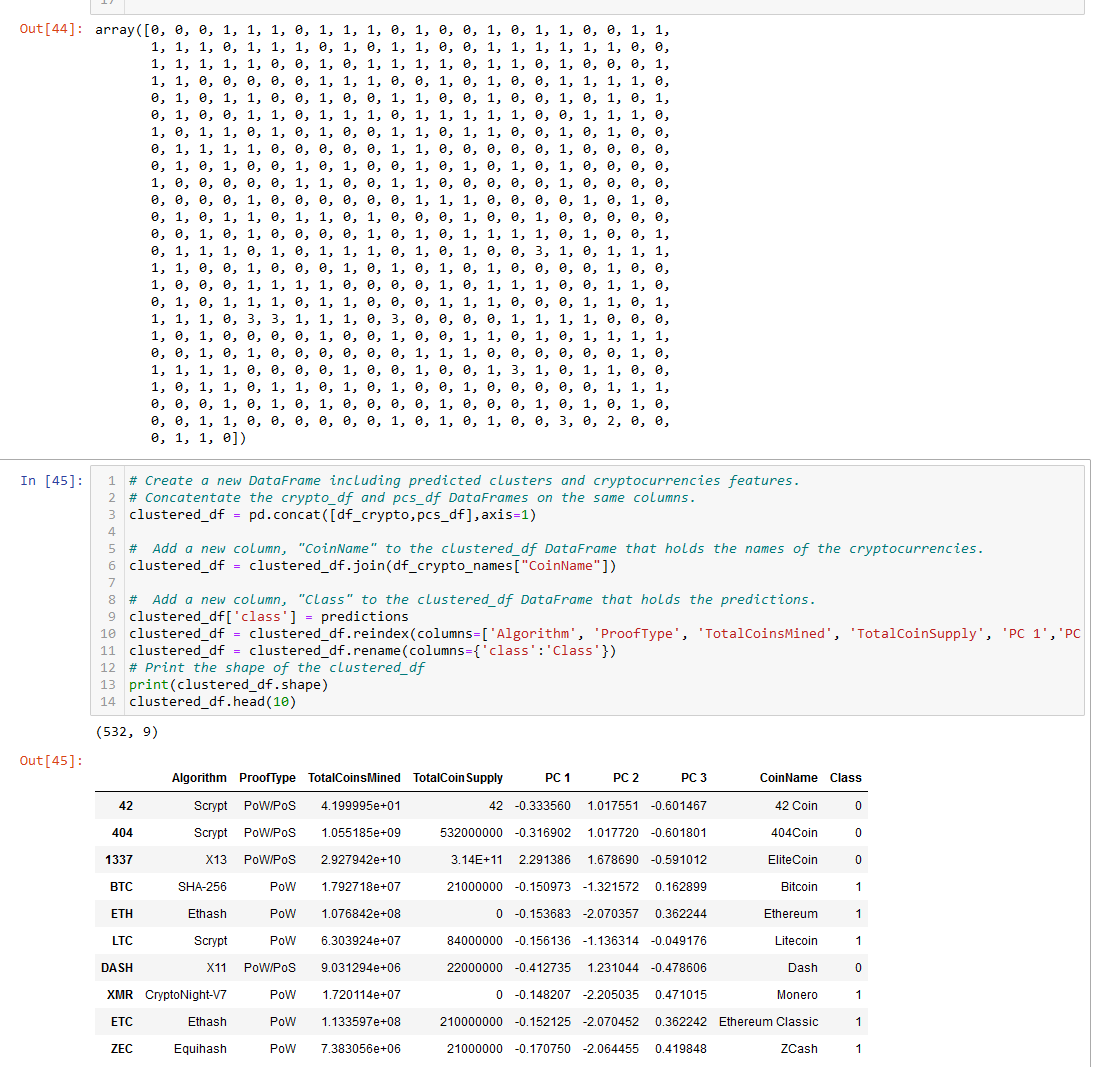 17
Out[44]: array([0, 0, 0, 1, 1, 1, 0, 1, 1, 1, 0, 1, 0, 0, 1, 0, 1, 1, 0, 0, 1, 1,
1, 1, 1, 0, 1, 1, 1, 0, 1, 0, 1, 1, 0, 0, 1, 1, 1, 1, 1, 1, 0, 0,
1, 1, 1, 1, 1, 0, 0, 1, 0, 1, 1, 1, 1, 0, 1, 1, 0, 1, 0, 0, 0, 1,
1, 1, 0, 0, 0, 0, 0, 1, 1, 1, 0, 0, 1, 0, 1, 0, 0, 1, 1, 1, 1, 0,
0, 1, 0, 1, 1, 0, 0, 1, 0, 0, 1, 1, 0, 0, 1, 0, 0, 1, 0, 1, 0, 1,
0, 1, 0, 0, 1, 1, 0, 1, 1, 1, 0, 1, 1, 1, 1, 1, 0, 0, 1, 1, 1, 0,
1, 0, 1, 1, 0, 1, 0, 1, 0, 0, 1, 1, 0, 1, 1, 0, 0, 1, 0, 1, 0, 0,
0, 1, 1, 1, 1, 0, 0, 0, 0, 0, 1, 1, 0, 0, 0, 0, 0, 1, 0, 0, 0, 0,
0, 1, 0, 1, 0, 0, 1, 0, 1, 0, 0, 1, 0, 1, 0, 1, 0, 1, 0, 0, 0, 0,
1, 0, 0, 0, 0, 0, 1, 1, 0, 0, 1, 1, 0, 0, 0, 0, 0, 1, 0, 0, 0, 0,
0, 0, 0, 0, 1, 0, 0, 0, 0, 0, 0, 1, 1, 1, 0, 0, 0, 0, 1, 0, 1, 0,
0, 1, 0, 1, 1, 0, 1, 1, 0, 1, 0, 0, 0, 1, 0, 0, 1, 0, 0, 0, 0, 0,
0, 0, 1, 0, 1, 0, 0, 0, 0, 1, 0, 1, 0, 1, 1, 1, 1, 0, 1, 0, 0, 1,
0, 1, 1, 1, 0, 1, 0, 1, 1, 1, 0, 1, 0, 1, 0, 0, 3, 1, 0, 1, 1, 1,
1, 1, 0, 0, 1, 0, 0, 0, 1, 0, 1, 0, 1, 0, 1, 0, 0, 0, 0, 1, 0, 0,
1, 0, 0, 0, 1, 1, 1, 1, 0, 0, 0, 0, 1, 0, 1, 1, 1, 0, 0, 1, 1, 0,
0, 1, 0, 1, 1, 1, 0, 1, 1, 0, 0, 0, 1, 1, 1, 0, 0, 0, 1, 1, 0, 1,
1, 1, 1, 0, 3, 3, 1, 1, 1, 0, 3, 0, 0, 0, 0, 1, 1, 1, 1, 0, 0, 0,
1, 0, 1, 0, 0, 0, 0, 1, 0, 0, 1, 0, 0, 1, 1, 0, 1, 0, 1, 1, 1, 1,
0, 0, 1, 0, 1, 0, 0, 0, 0, 0, 0, 1, 1, 1, 0, 0, 0, 0, 0, 0, 1, 0,
1, 1, 1, 1, 0, 0, 0, 0, 1, 0, 0, 1, 0, 0, 1, 3, 1, 0, 1, 1, 0, 0,
1, 0, 1, 1, 0, 1, 1, 0, 1, 0, 1, 0, 0, 1, 0, 0, 0, 0, 0, 1, 1, 1,
0, 0, 0, 1, 0, 1, 0, 1, 0, 0, 0, 0, 1, 0, 0, 0, 1, 0, 1, 0, 1, 0,
0, 0, 1, 1, 0, 0, 0, 0, 0, 0, 1, 0, 1, 0, 1, 0, 0, 3, 0, 2, 0, 0,
0, 1, 1, 0])
In [45]: 1 # Create a new DataFrame including predicted clusters and cryptocurrencies features.
2 # Concatentate the crypto_df and pcs_df DataFrames on the same columns.
3 clustered_df = pd.concat([df_crypto,pcs_df],axis=1)
4
5 #  Add a new column, "CoinName" to the clustered_df DataFrame that holds the names of the cryptocurrencies.
6 clustered_df = clustered_df.join(df_crypto_names["CoinName"])
7
8 #  Add a new column, "Class" to the clustered_df DataFrame that holds the predictions.
9 clustered_df['class'] = predictions
10 clustered_df = clustered_df.reindex(columns=['Algorithm', 'ProofType', 'TotalCoinsMined', 'TotalCoinSupply', 'PC 1','PC
11 clustered_df = clustered_df.rename(columns={'class':'Class'})
12 # Print the shape of the clustered_df
13 print(clustered_df.shape)
14 clustered_df.head(10)
(532, 9)
Out[45]:
Algorithm ProofType TotalCoinsMined TotalCoinSupply PC 1 PC 2 PC 3 CoinName Class
42 Scrypt PoW/PoS 4.199995e+01 42 -0.333560 1.017551 -0.601467 42 Coin 0
404 Scrypt PoW/PoS 1.055185e+09 532000000 -0.316902 1.017720 -0.601801 404Coin 0
1337 X13 PoW/PoS 2.927942e+10 3.14E+11 2.291386 1.678690 -0.591012 EliteCoin 0
BTC SHA-256 PoW 1.792718e+07 21000000 -0.150973 -1.321572 0.162899 Bitcoin 1
ETH Ethash PoW 1.076842e+08 0 -0.153683 -2.070357 0.362244 Ethereum 1
LTC Scrypt PoW 6.303924e+07 84000000 -0.156136 -1.136314 -0.049176 Litecoin 1
DASH X11 PoW/PoS 9.031294e+06 22000000 -0.412735 1.231044 -0.478606 Dash 0
XMR CryptoNight-V7 PoW 1.720114e+07 0 -0.148207 -2.205035 0.471015 Monero 1
ETC Ethash PoW 1.133597e+08 210000000 -0.152125 -2.070452 0.362242 Ethereum Classic 1
ZEC Equihash PoW 7.383056e+06 21000000 -0.170750 -2.064455 0.419848 ZCash 1